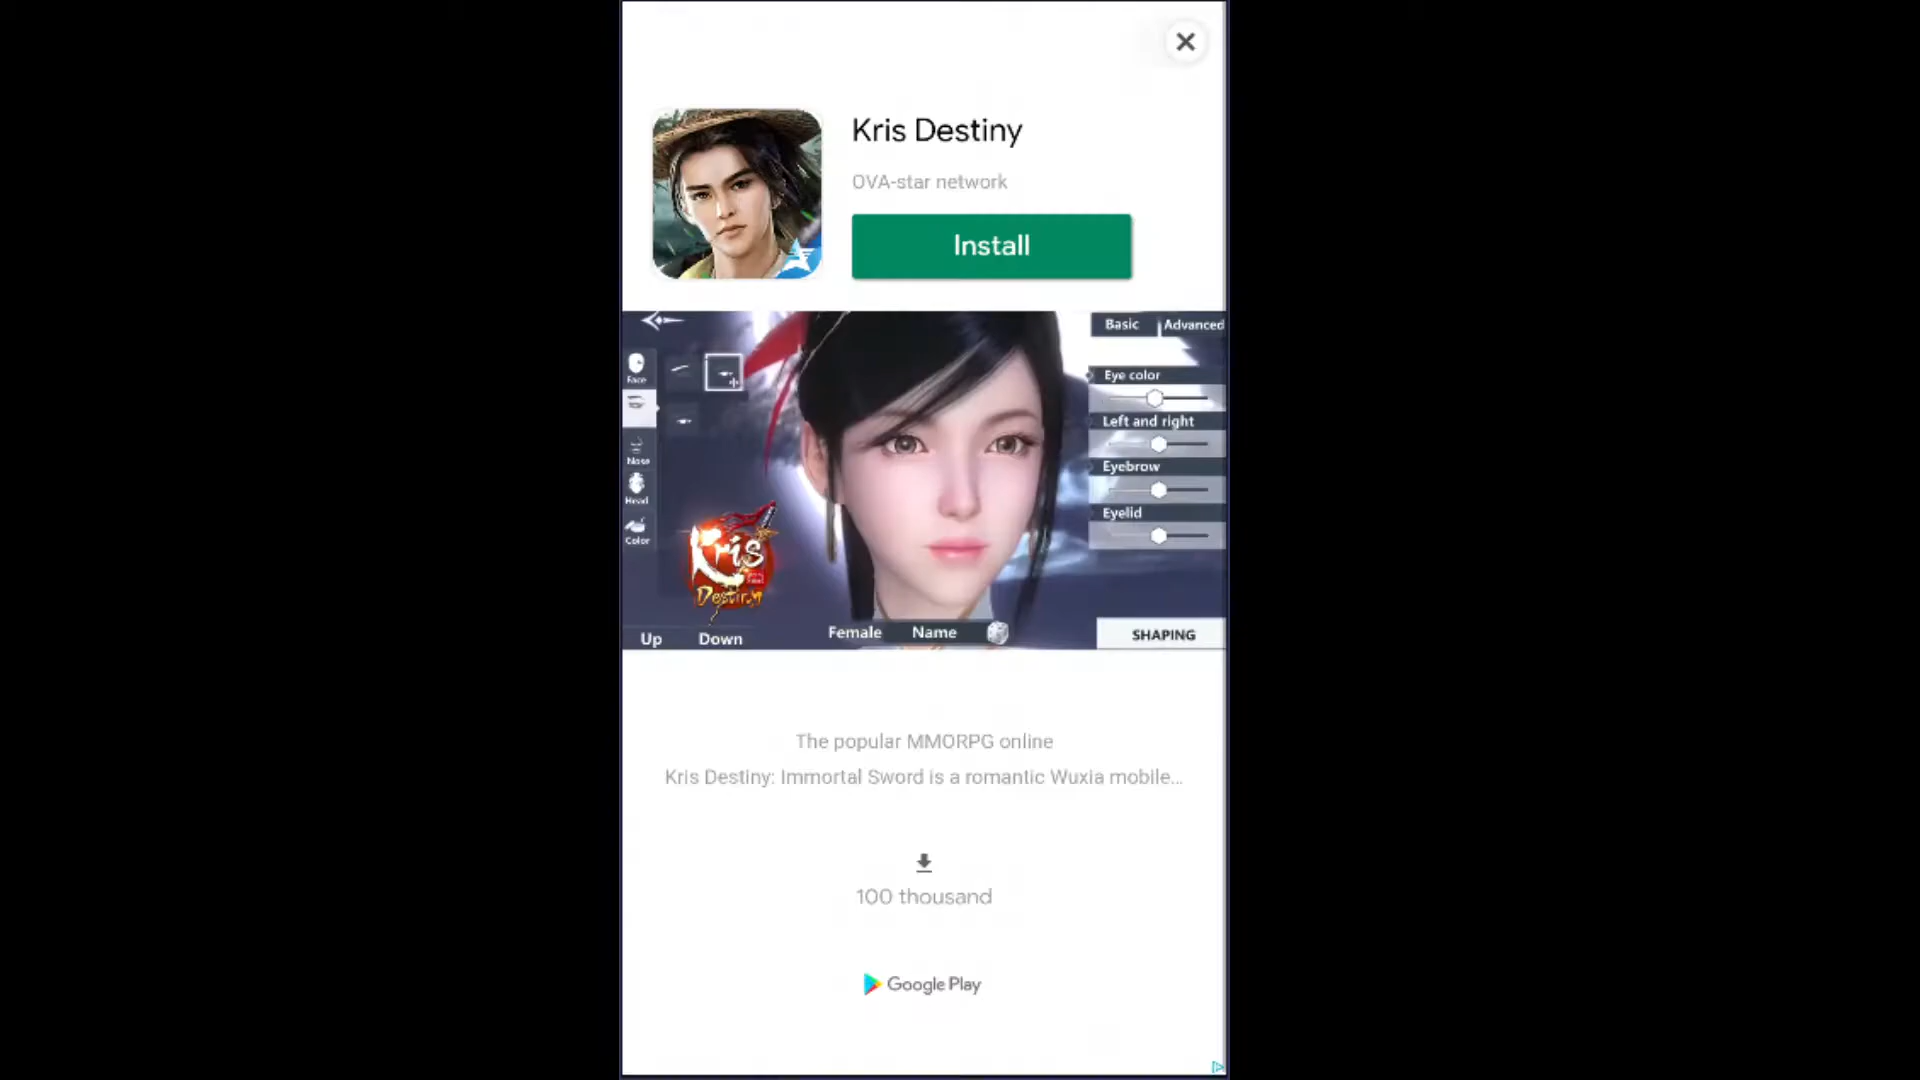 Kris Destiny
OVA-star network
Install
Basic
Advanced
Face
Eye color
Left and right
Nose
Eyebrow
Head
Eyelid
Color
Kris
Destiny
Up
Down
Female
Name
SHAPING
The popular MMORPG online
Kris Destiny: Immortal Sword is a romantic Wuxia mobile...
100 thousand
Google Play